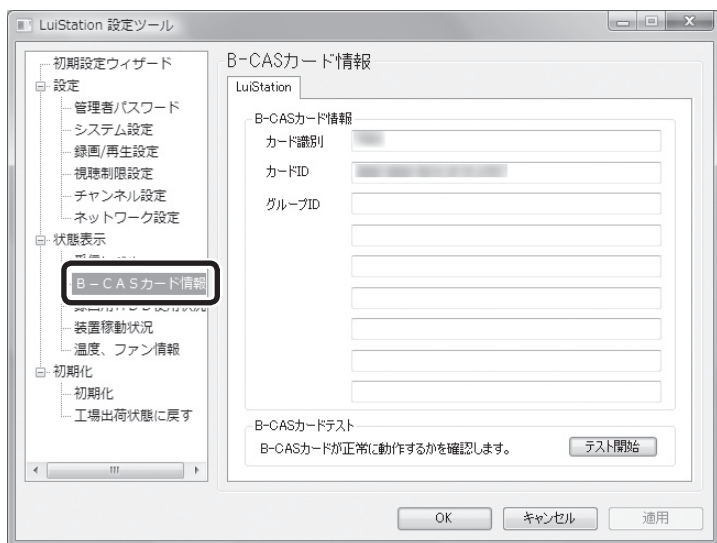 LuiStation 設定ツール
初期設定ウィザード
設定
管理者パスワード
システム設定
録画/再生設定
視聴制限設定
チャンネル設定
ネットワーク設定
状態表示
B－CASカード情報
装置稼動状況
温度、ファン情報
初期化
初期化
工場出荷状態に戻す
B-CASカード情報
LuiStation
B-CASカード情報
カード識別
カードID
グループID
B-CASカードテスト
B-CASカードが正常に動作するかを確認します。
テスト開始
OK
キャンセル
適用